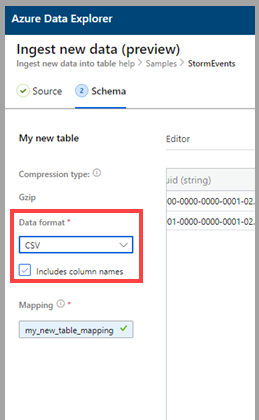 Azure Data Explorer
Ingest new data (preview)
Ingest new data into table help > Samples > StormEvents
Source 2 Schema
My new table
Editor
Compression type:
uid (string)
Gzip
00-0000-0000-0001-02
Data format *
01-0000-0000-0001-02
CSV
Includes column names
Mapping *
my_new_table_mapping